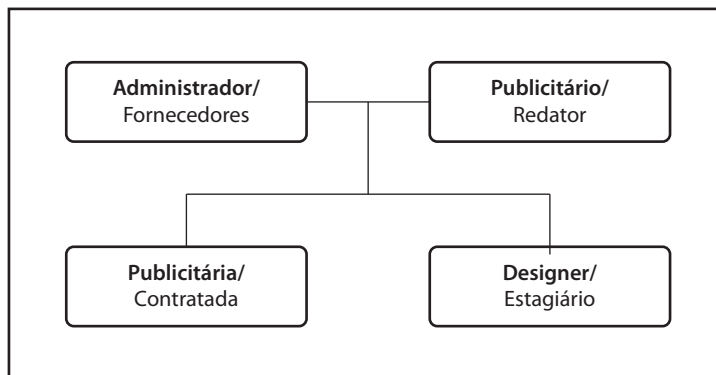 Administrador/
Fornecedores
Publicitário/
Redator
Publicitária/
Contratada
Designer/
Estagiário